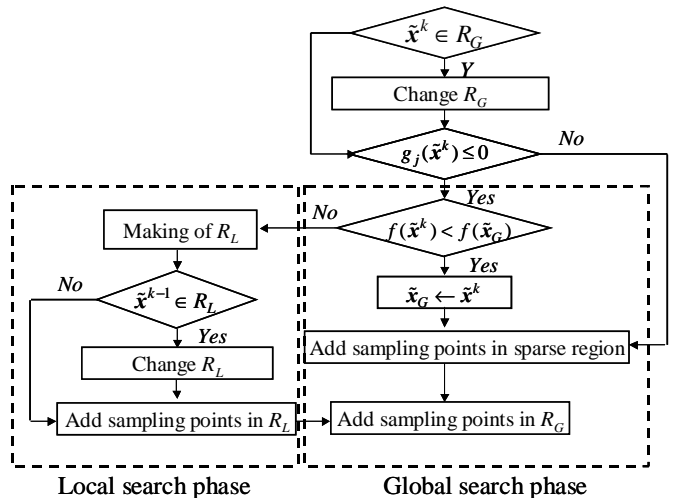 x̃ᵏ ∈ R_G
Y
Change R_G
g_j(x̃ᵏ) ≤ 0
No
Yes
No
f(x̃ᵏ) < f(x̃_G)
Making of R_L
Yes
No
x̃ᵏ⁻¹ ∈ R_L
x̃_G ← x̃ᵏ
Yes
Change R_L
Add sampling points in sparse region
Add sampling points in R_L
Add sampling points in R_G
Local search phase
Global search phase